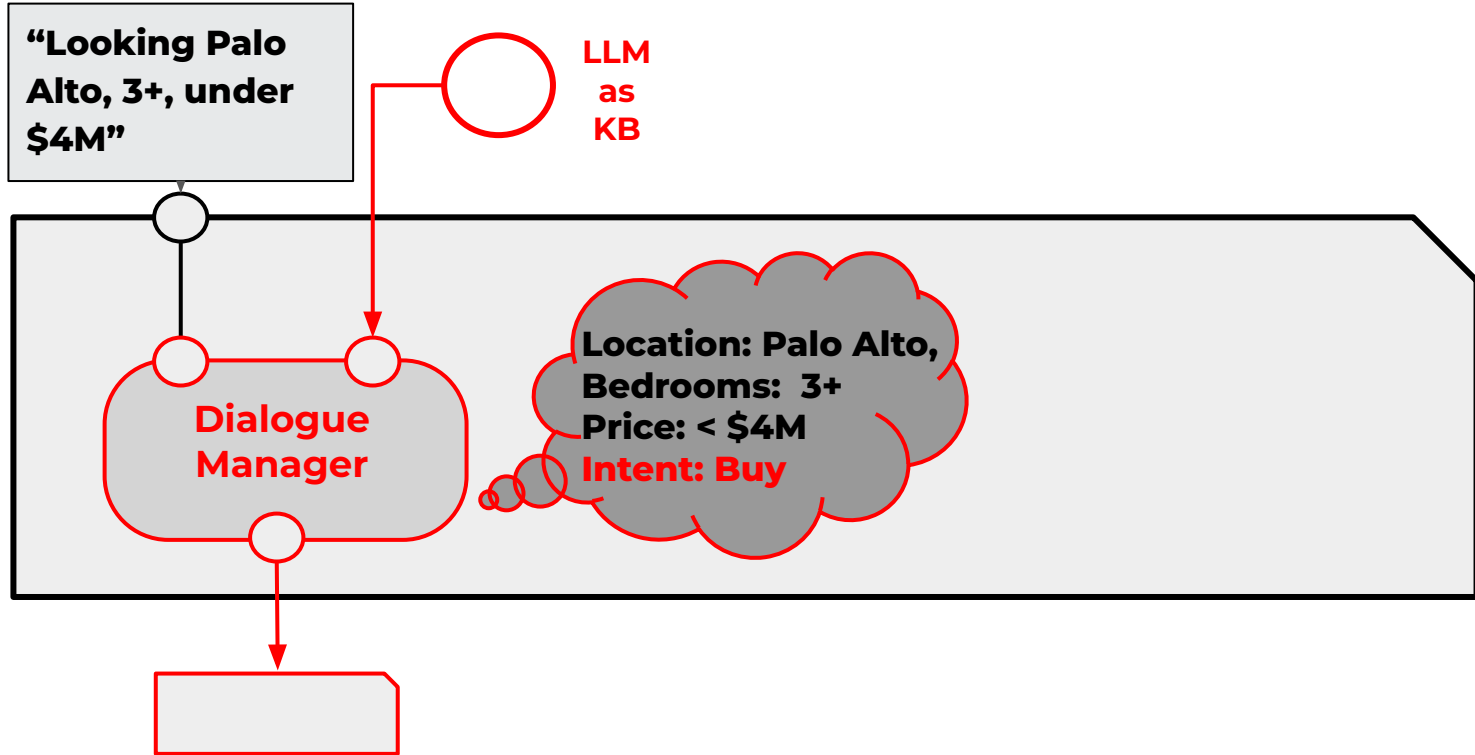 “Looking Palo
Alto, 3+, under
$4M”
LLM
as
KB
Dialogue
Manager
Location: Palo Alto,
Bedrooms:  3+
Price: < $4M
Intent: Buy